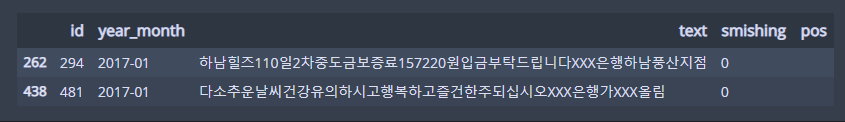 id year_month text smishing pos
262 294 2017-01 하남힐즈110일2차중도금보증료157220원입금부탁드립니다XXX은행하남풍산지점 0
438 481 2017-01 다소추운날씨건강유의하시고행복하고즐건한주되십시오XXX은행가XXX올림 0